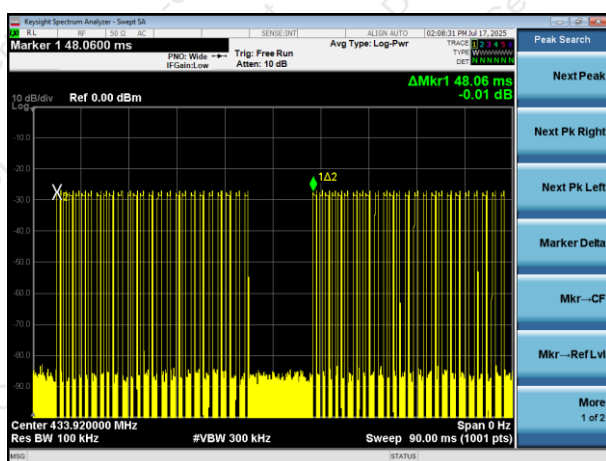 Keysight Spectrum Analyzer - Swept SA
RL RF 50 Ω AC SENSE:INT ALIGN AUTO 02:08:31 PM Jul 17, 2025
Marker 1 48.0600 ms
PNO: Wide
IFGain:Low
Trig: Free Run
Atten: 10 dB
Avg Type: Log-Pwr
TRACE 1 2 3 4 5 6
TYPE WWWWWW
DET NNNNNN
ΔMkr1 48.06 ms
-0.01 dB
10 dB/div Ref 0.00 dBm
Log
-10.0
-20.0
-30.0
-40.0
-50.0
-60.0
-70.0
-80.0
-90.0
X2
1Δ2
Center 433.920000 MHz Span 0 Hz
Res BW 100 kHz #VBW 300 kHz Sweep 90.00 ms (1001 pts)
MSG STATUS
Peak Search
Next Peak
Next Pk Right
Next Pk Left
Marker Delta
Mkr→CF
Mkr→Ref Lvl
More
1 of 2